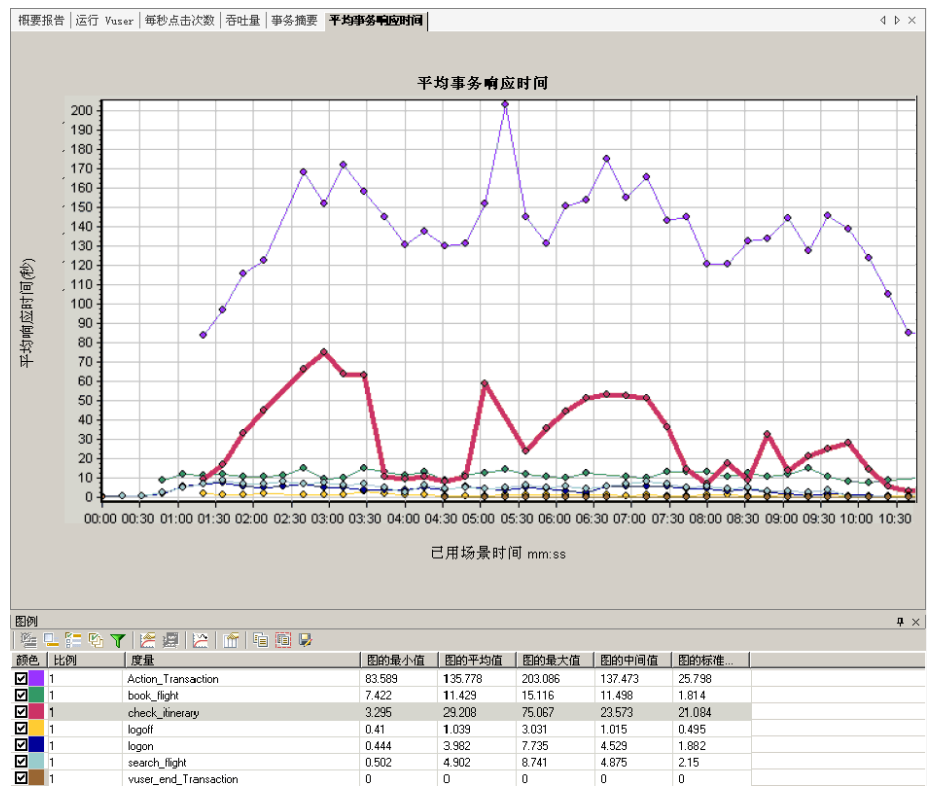 概要报告 运行 Vuser 每秒点击次数 吞吐量 事务摘要 平均事务响应时间
平均事务响应时间
200
190
180
170
160
150
140
130
120
110
100
90
80
70
60
50
40
30
20
10
0
平均响应时间(秒)
00:00 00:30 01:00 01:30 02:00 02:30 03:00 03:30 04:00 04:30 05:00 05:30 06:00 06:30 07:00 07:30 08:00 08:30 09:00 09:30 10:00 10:30
已用场景时间 mm:ss
图例
颜色 比例 度量 图的最小值 图的平均值 图的最大值 图的中间值 图的标准...
1 Action_Transaction 83.589 135.778 203.086 137.473 25.798
1 book_flight 7.422 11.429 15.116 11.498 1.814
1 check_itinerary 3.295 29.208 75.067 23.573 21.084
1 logoff 0.41 1.039 3.031 1.015 0.495
1 logon 0.444 3.982 7.735 4.529 1.882
1 search_flight 0.502 4.902 8.741 4.875 2.15
1 vuser_end_Transaction 0 0 0 0 0